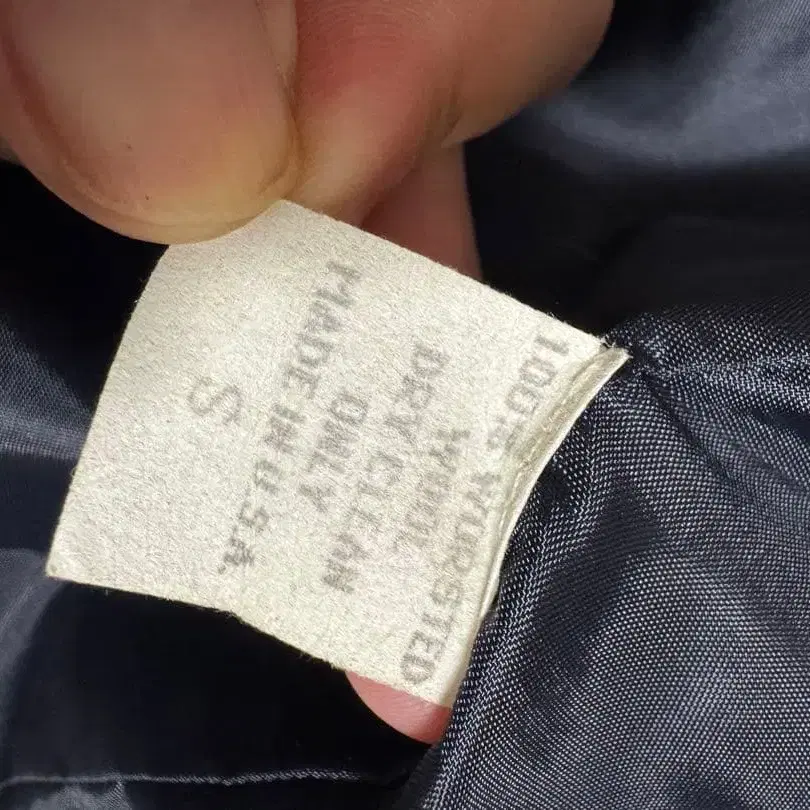 100% WORSTED
WOOL
DRY CLEAN
ONLY
MADE IN U.S.A.
S